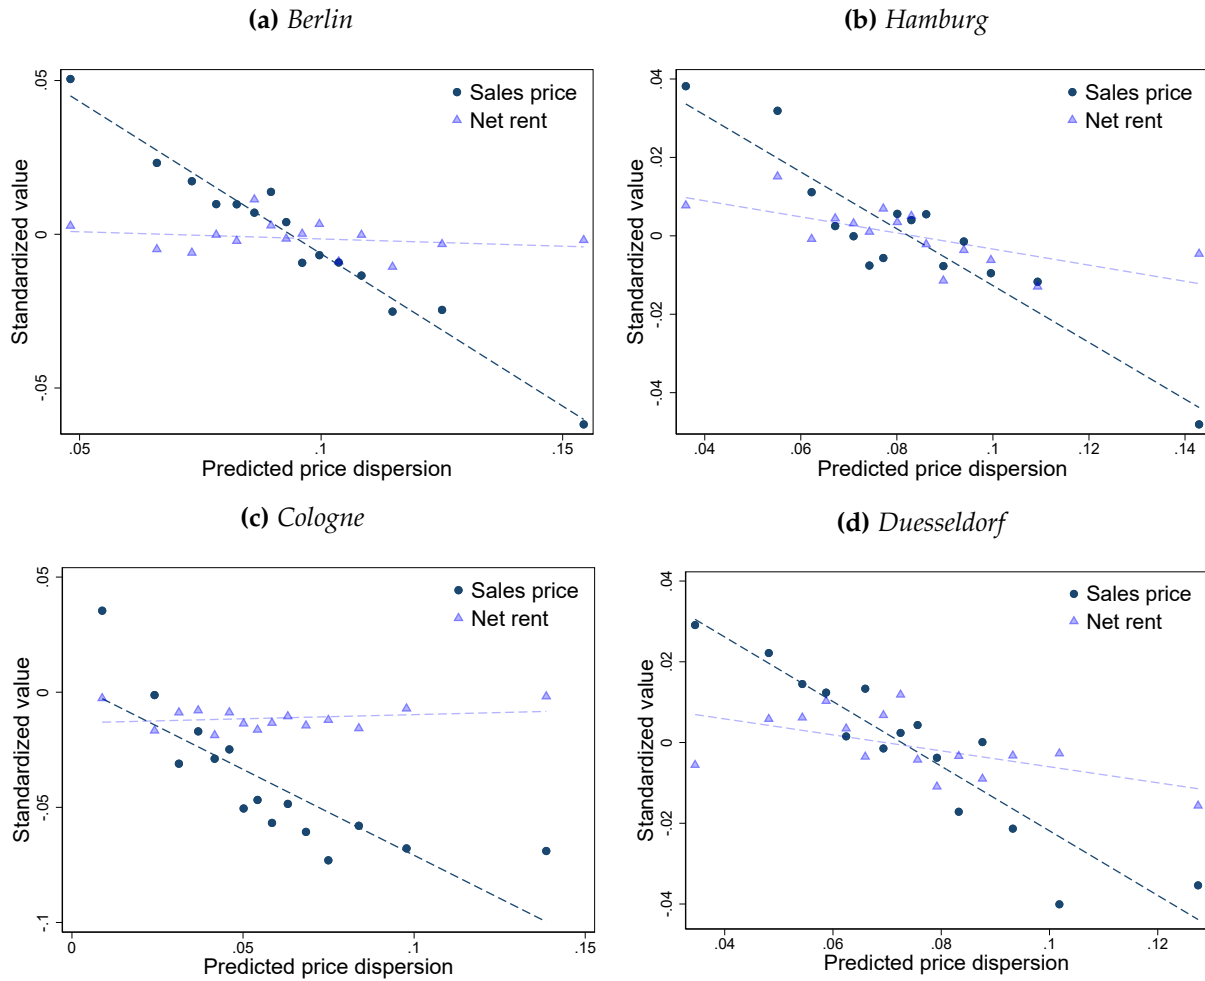 (a) Berlin
.05
0
-.05
Standardized value
Sales price
Net rent
.05
.1
.15
Predicted price dispersion
(b) Hamburg
.04
.02
0
-.02
-.04
Standardized value
Sales price
Net rent
.04
.06
.08
.1
.12
.14
Predicted price dispersion
(c) Cologne
.05
0
-.05
-.1
Standardized value
Sales price
Net rent
0
.05
.1
.15
Predicted price dispersion
(d) Duesseldorf
.04
.02
0
-.02
-.04
Standardized value
Sales price
Net rent
.04
.06
.08
.1
.12
Predicted price dispersion